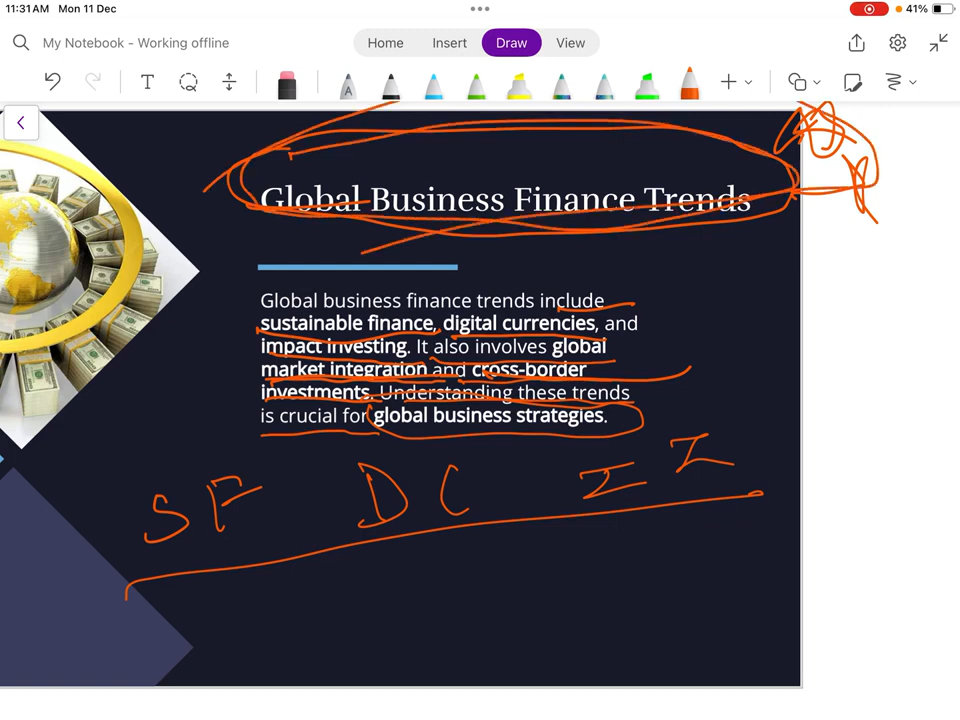 11:31 AM Mon 11 Dec
41%
My Notebook - Working offline
Home Insert Draw View
T
A
Global Business Finance Trends
Global business finance trends include
sustainable finance, digital currencies, and
impact investing. It also involves global
market integration and cross-border
investments. Understanding these trends
is crucial for global business strategies.
SF DC II